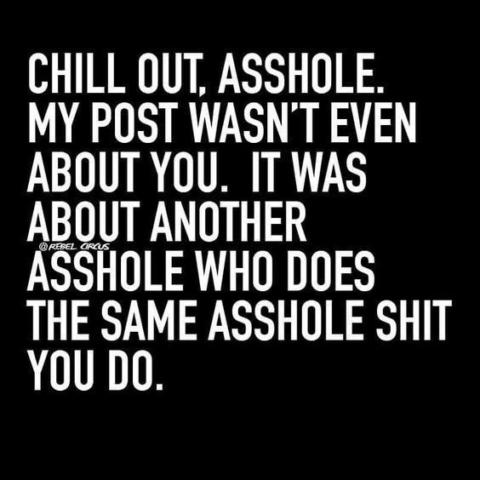 CHILL OUT, ASSHOLE.
MY POST WASN'T EVEN
ABOUT YOU. IT WAS
ABOUT ANOTHER
@REBEL CIRCUS
ASSHOLE WHO DOES
THE SAME ASSHOLE SHIT
YOU DO.